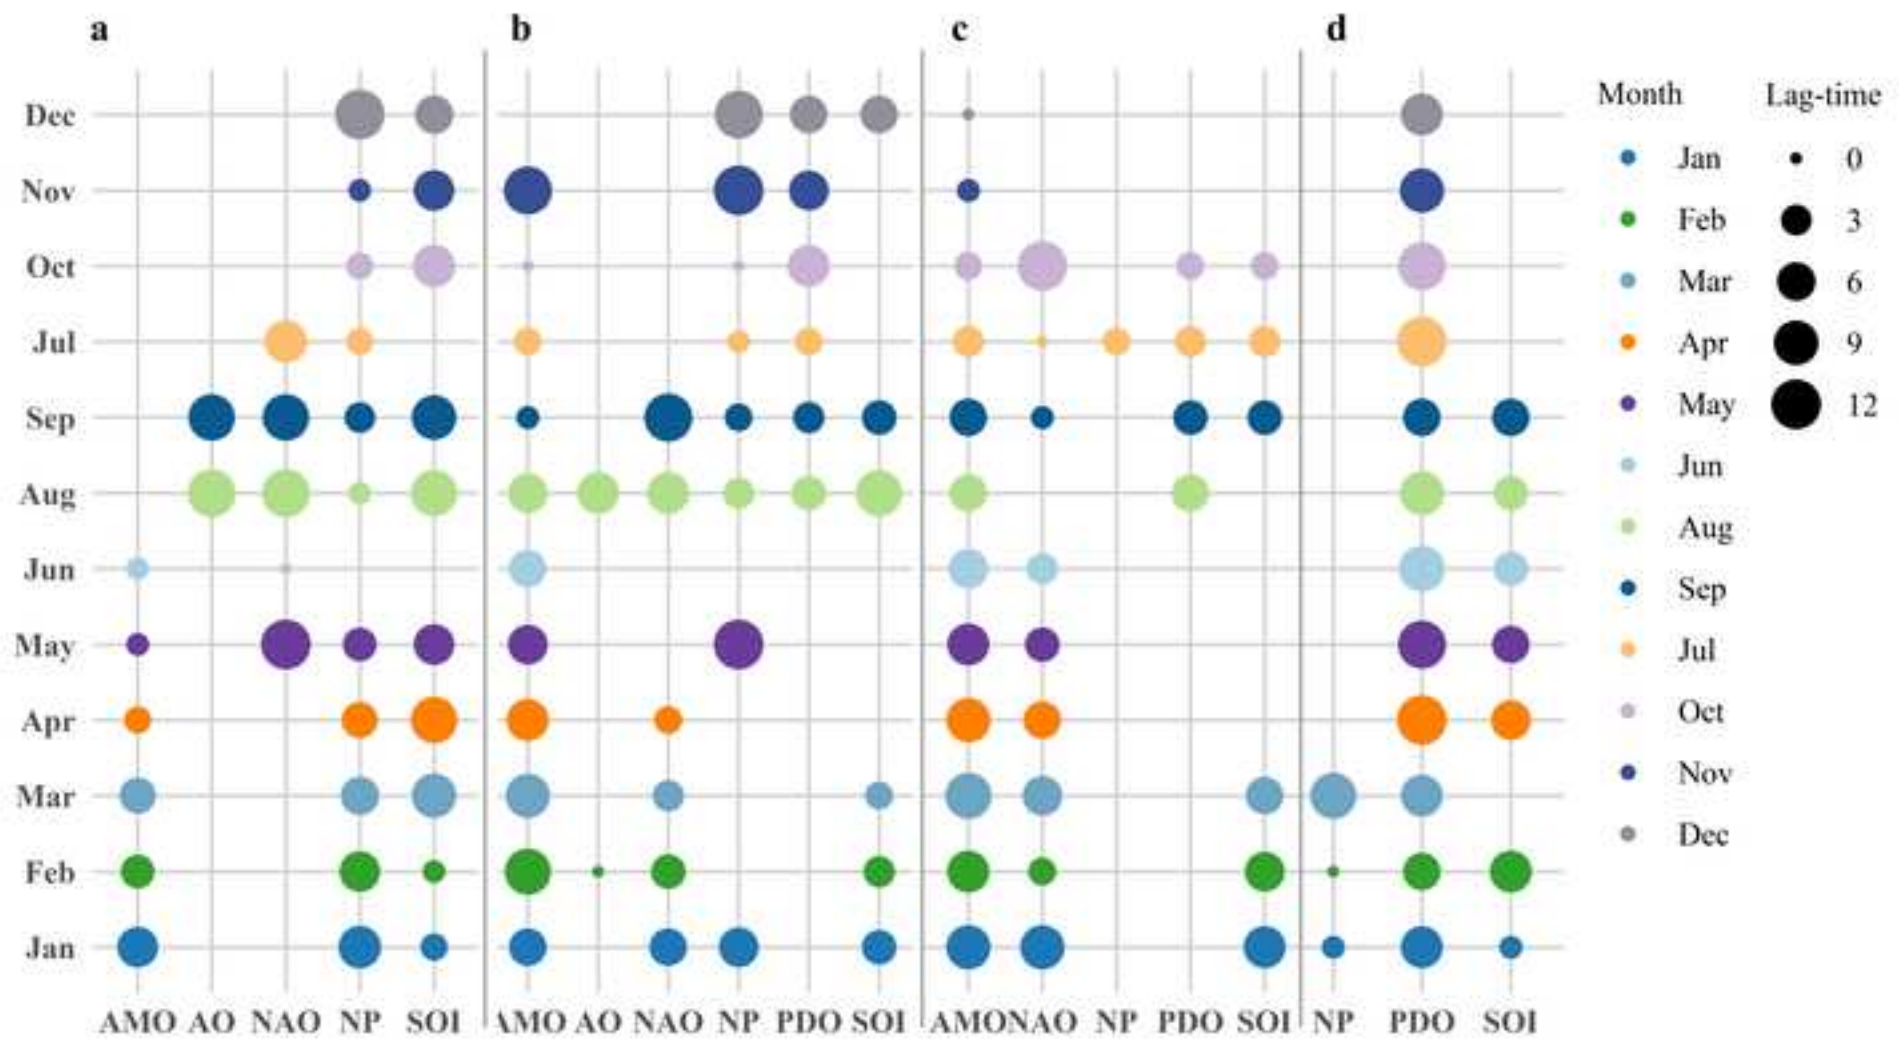 a b c d
Month Lag-time
Dec
Jan 0
Nov
Feb 3
Oct
Mar 6
Jul
Apr 9
Sep
May 12
Jun
Aug
Aug
Jun
Sep
May
Jul
Apr
Oct
Mar
Nov
Feb
Dec
Jan
AMO AO NAO NP SOI AMO AO NAO NP PDO SOI AMO NAO NP PDO SOI NP PDO SOI